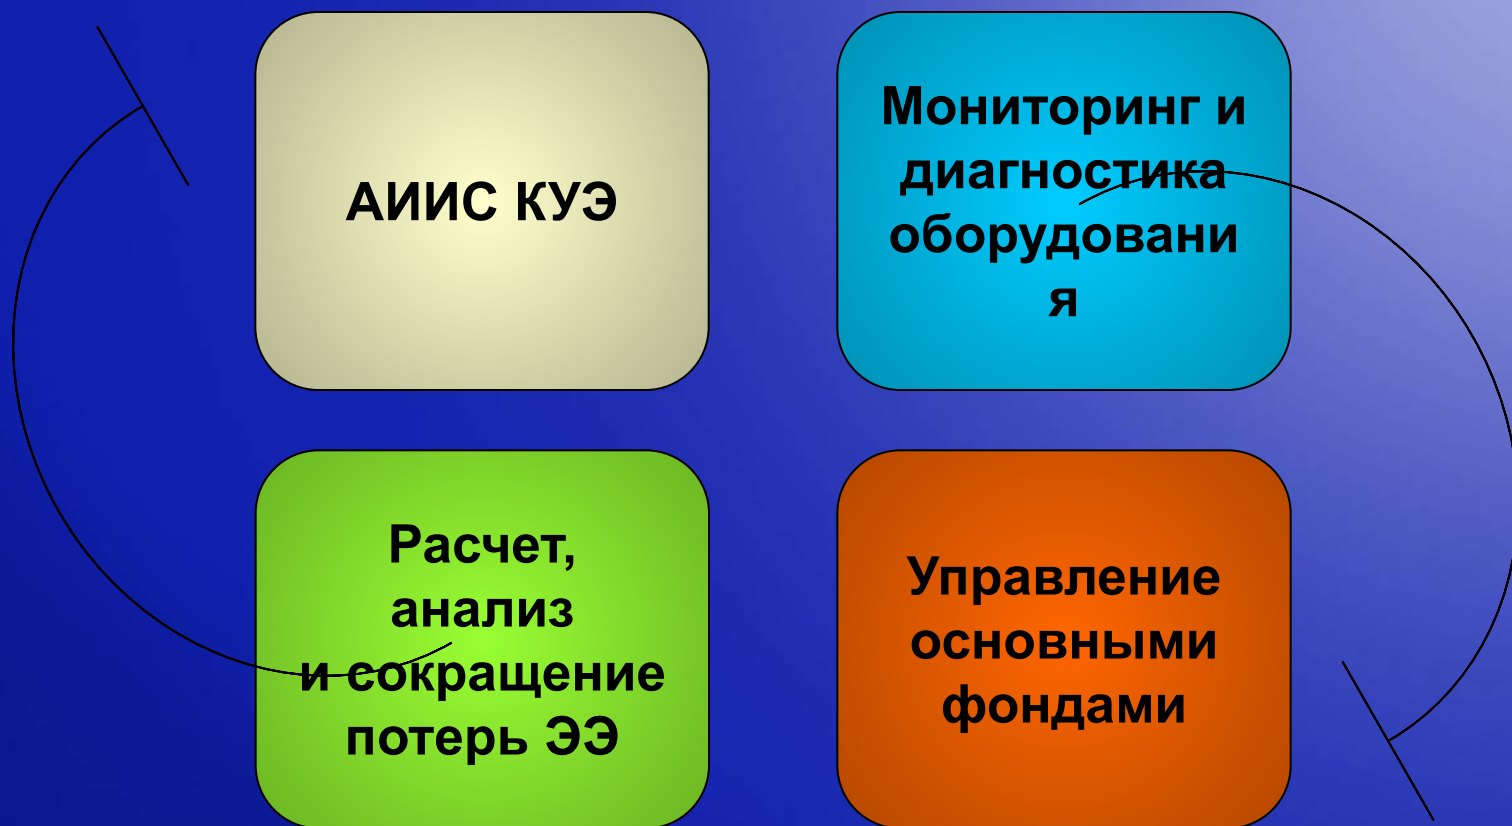 АИИС КУЭ
Мониторинг и
диагностика
оборудовани
я
Расчет,
анализ
и сокращение
потерь ЭЭ
Управление
основными
фондами